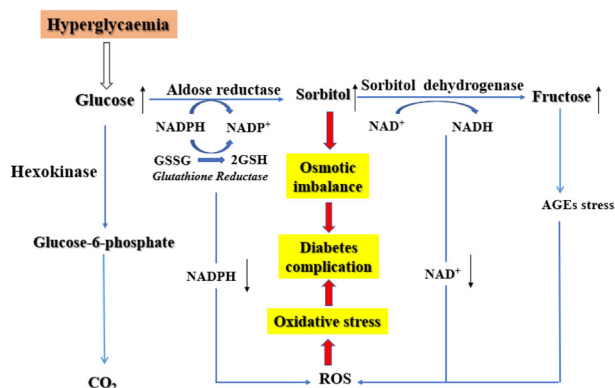 Hyperglycaemia
Glucose
Aldose reductase
Sorbitol
Sorbitol dehydrogenase
Fructose
NADPH
NADP⁺
NAD⁺
NADH
GSSG
2GSH
Glutathione Reductase
Hexokinase
Osmotic
imbalance
AGEs stress
Glucose-6-phosphate
Diabetes
complication
NADPH
NAD⁺
Oxidative stress
CO₂
ROS